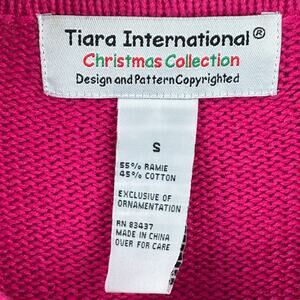 Tiara International®
Christmas Collection
Design and Pattern Copyrighted
S
55% RAMIE
45% COTTON
EXCLUSIVE OF
ORNAMENTATION
RN 83437
MADE IN CHINA
OVER FOR CARE